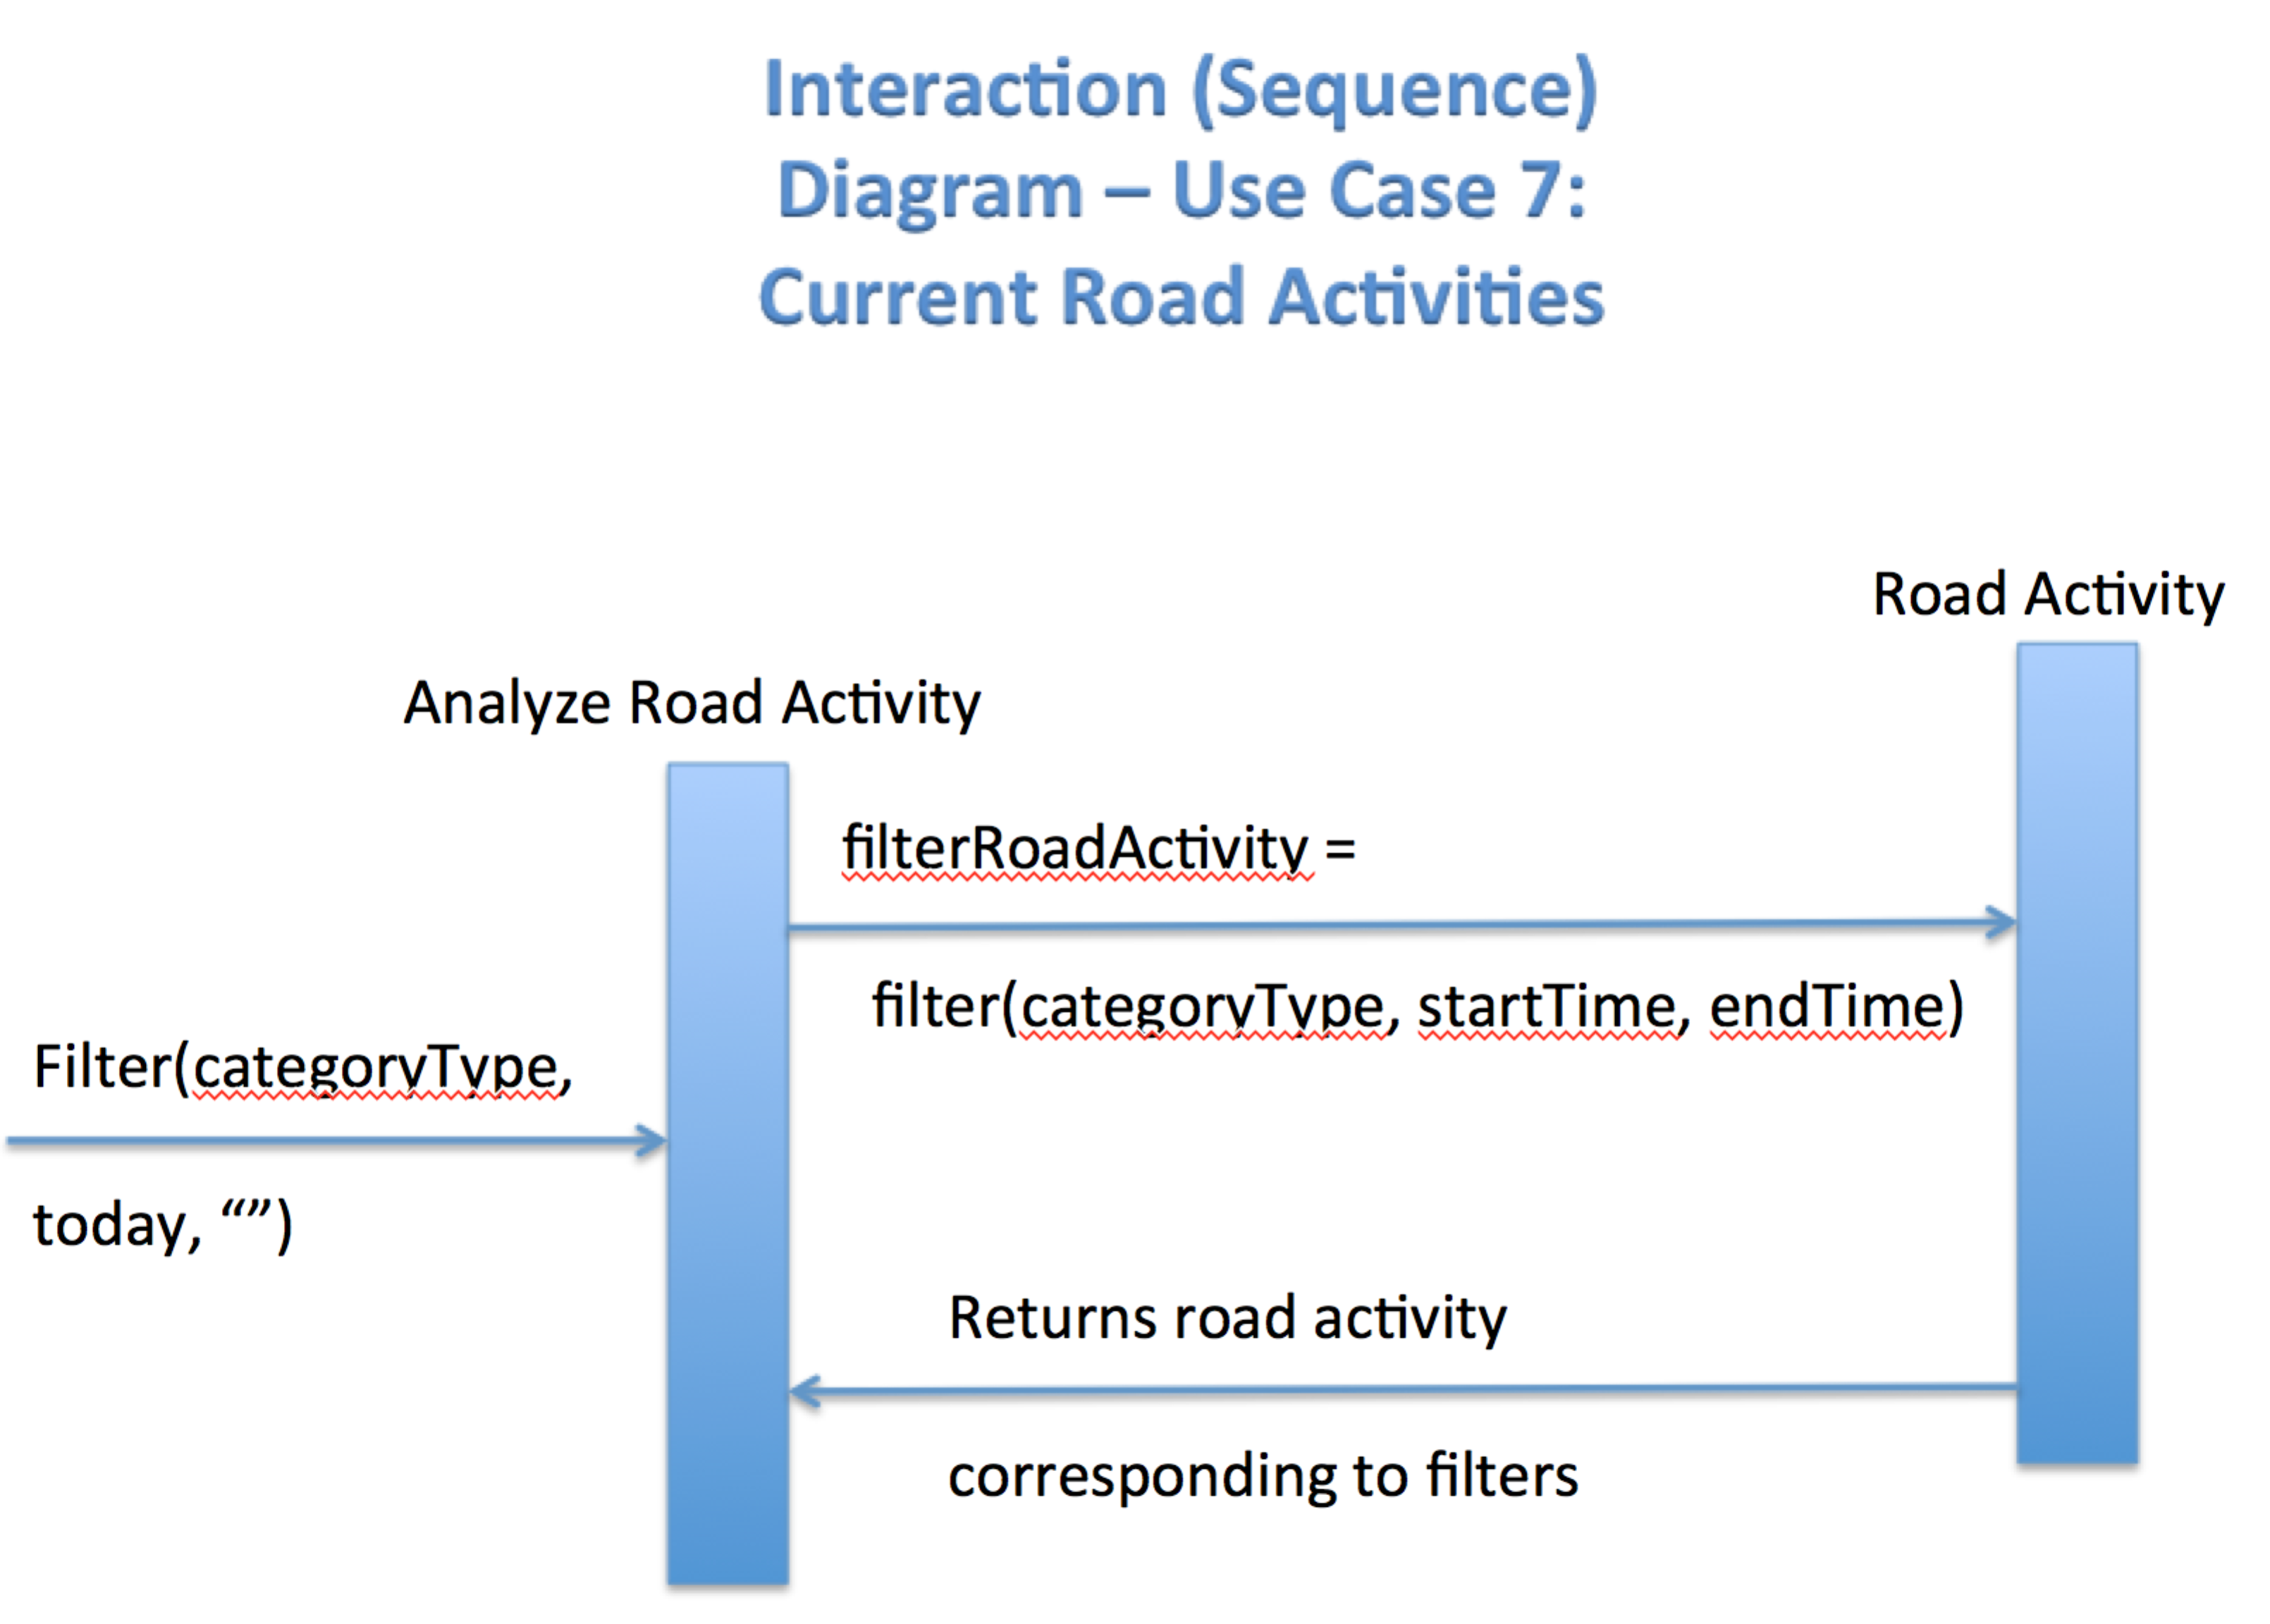 Interaction (Sequence)
Diagram – Use Case 7:
Current Road Activities
Road Activity
Analyze Road Activity
filterRoadActivity =
filter(categoryType, startTime, endTime)
Filter(categoryType,
today, “”)
Returns road activity
corresponding to filters